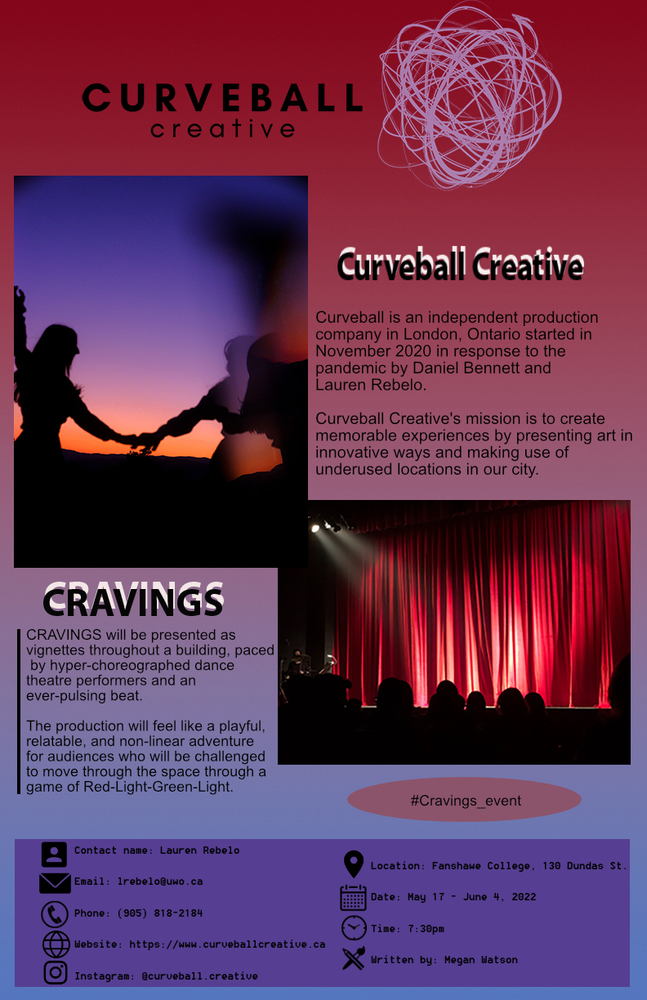 CURVEBALL
creative
Curveball Creative
Curveball is an independent production
company in London, Ontario started in
November 2020 in response to the
pandemic by Daniel Bennett and
Lauren Rebelo.
Curveball Creative's mission is to create
memorable experiences by presenting art in
innovative ways and making use of
underused locations in our city.
CRAVINGS
CRAVINGS will be presented as
vignettes throughout a building, paced
by hyper-choreographed dance
theatre performers and an
ever-pulsing beat.
The production will feel like a playful,
relatable, and non-linear adventure
for audiences who will be challenged
to move through the space through a
game of Red-Light-Green-Light.
#Cravings_event
Contact name: Lauren Rebelo
Email: lrebelo@uwo.ca
Phone: (905) 818-2184
Website: https://www.curveballcreative.ca
Instagram: @curveball.creative
Location: Fanshawe College, 130 Dundas St.
Date: May 17 - June 4, 2022
Time: 7:30pm
Written by: Megan Watson